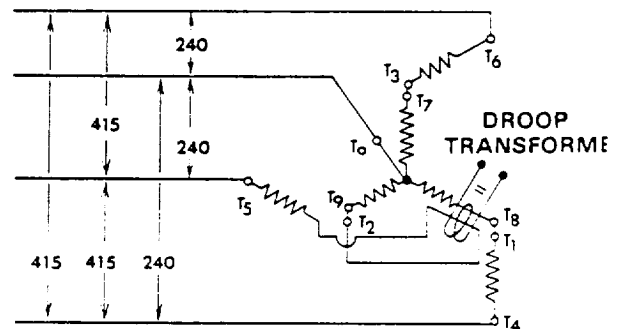 240
T6
T3
T7
415
240
T0
DROOP
TRANSFORME
T5
T9
T2
=
T8
T1
415
415
240
T4